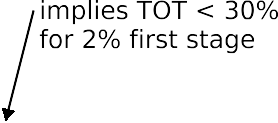 implies TOT < 30%
for 2% first stage